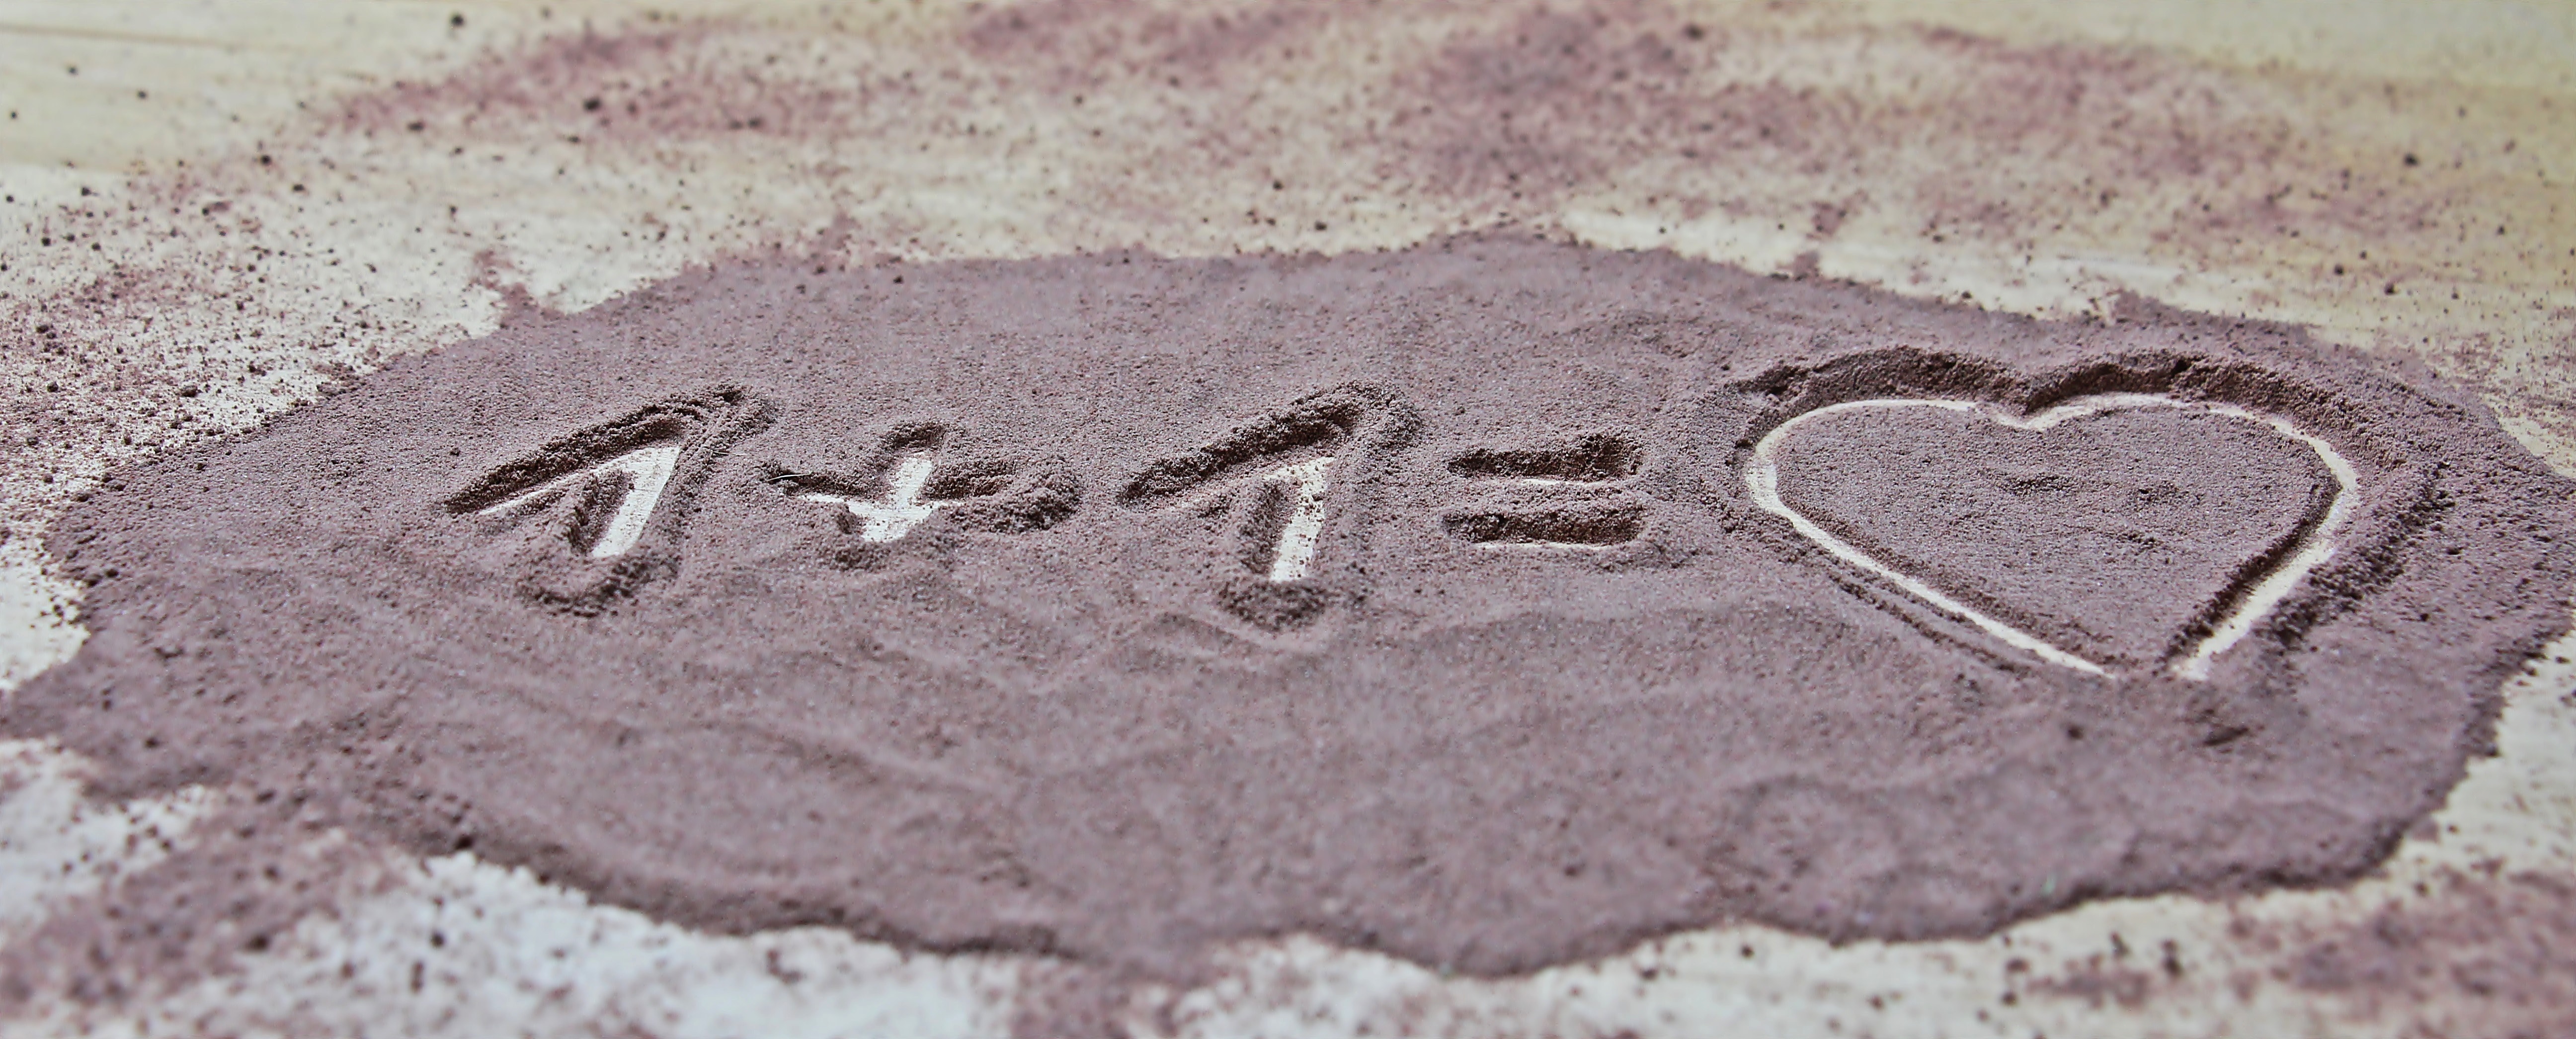 1 + 1 = ♡